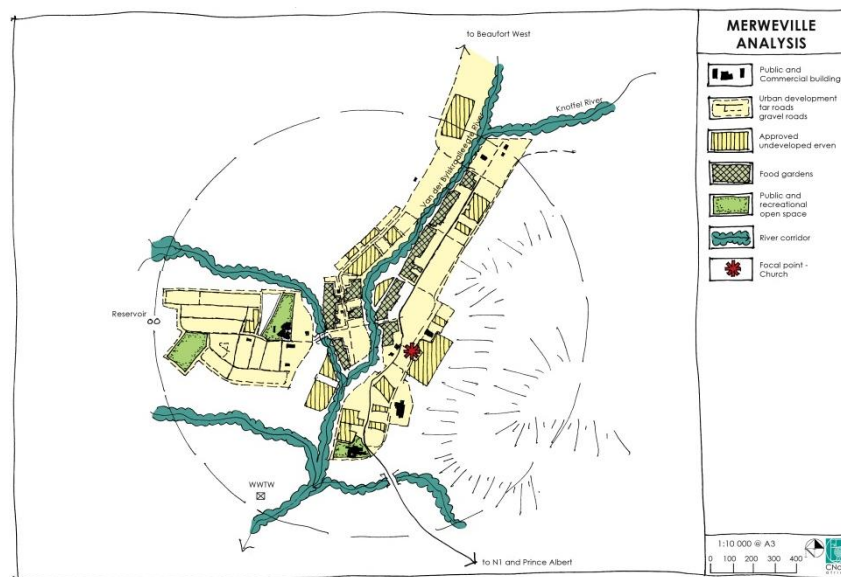 MERWEVILLE
ANALYSIS
Public and
Commercial building
Urban development
tar roads
gravel roads
Approved
undeveloped erven
Food gardens
Public and
recreational
open space
River corridor
Focal point -
Church
to Beaufort West
Knoffel River
Van der Bylskraalleegte River
Reservoir
WWTW
to N1 and Prince Albert
1:10 000 @ A3
0 100 200 300 400